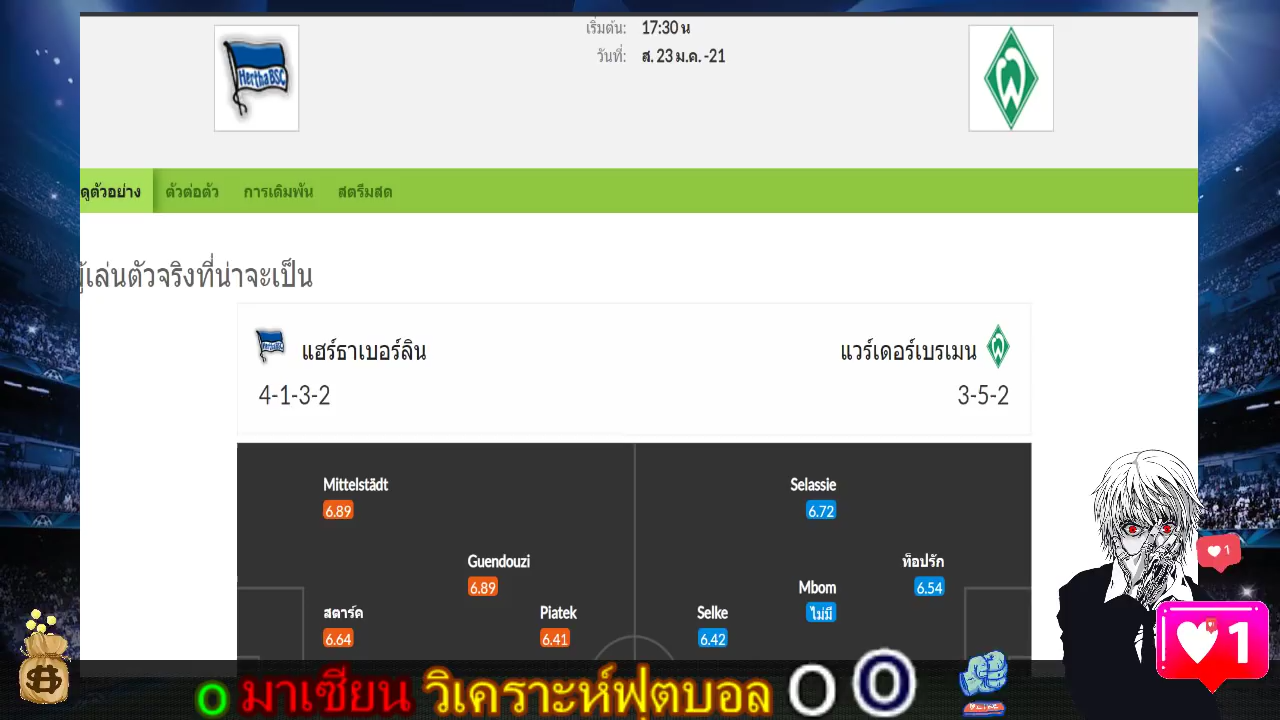 เริ่มต้น: 17:30 น
วันที่: ส. 23 ม.ค. -21
HerthaBSC
ดูตัวอย่าง ตัวต่อตัว การเดิมพัน สตรีมสด
ผู้เล่นตัวจริงที่น่าจะเป็น
แฮร์ธาเบอร์ลิน แวร์เดอร์เบรเมน
4-1-3-2 3-5-2
Mittelstädt Selassie
6.89 6.72
Guendouzi ท็อปรัก
6.89 6.54
Mbom
ไม่มี
สตาร์ค Piatek Selke
6.64 6.41 6.42
1
1
o มาเซียน วิเคราะห์ฟุตบอล O O